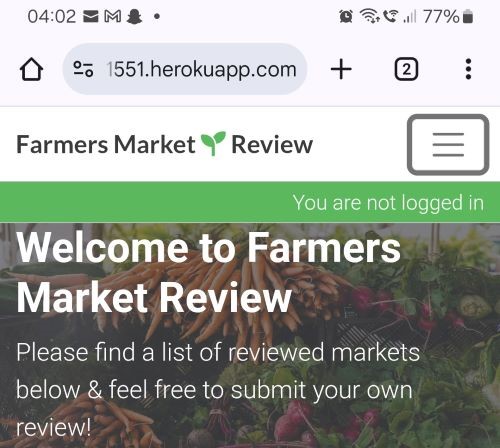 04:02 77%
1551.herokuapp.com 2
Farmers Market Review
You are not logged in
Welcome to Farmers
Market Review
Please find a list of reviewed markets
below & feel free to submit your own
review!